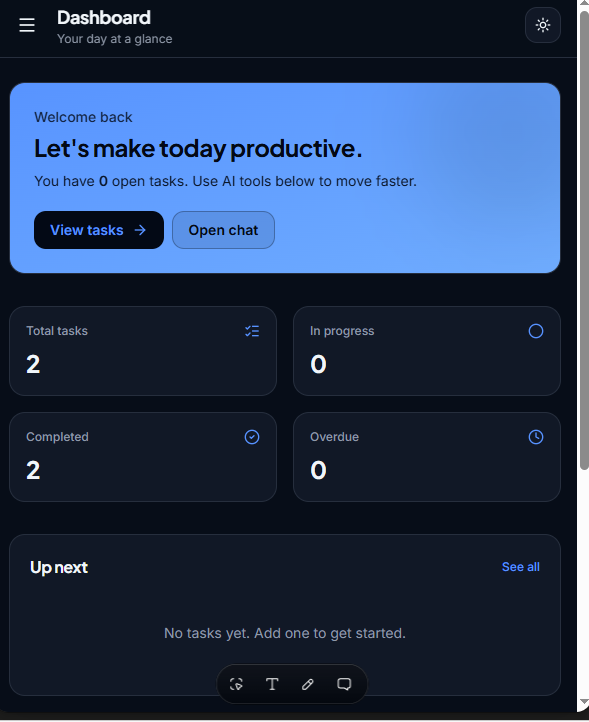 Dashboard
Your day at a glance
Welcome back
Let's make today productive.
You have 0 open tasks. Use AI tools below to move faster.
View tasks
Open chat
Total tasks
2
In progress
0
Completed
2
Overdue
0
Up next
See all
No tasks yet. Add one to get started.